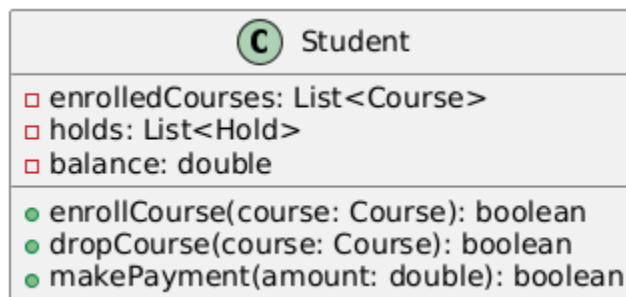 C Student
enrolledCourses: List<Course>
holds: List<Hold>
balance: double
enrollCourse(course: Course): boolean
dropCourse(course: Course): boolean
makePayment(amount: double): boolean